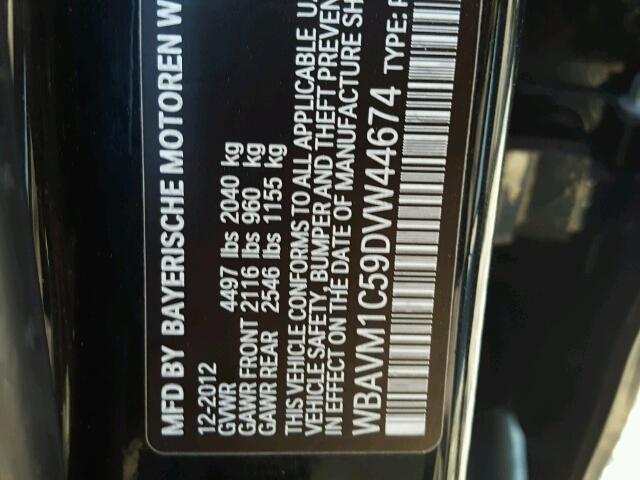 MFD BY BAYERISCHE MOTOREN W
12-2012
GVWR 4497 lbs 2040 kg
GAWR FRONT 2116 lbs 960 kg
GAWR REAR 2546 lbs 1155 kg
THIS VEHICLE CONFORMS TO ALL APPLICABLE U
VEHICLE SAFETY, BUMPER AND THEFT PREVEN
IN EFFECT ON THE DATE OF MANUFACTURE SH
WBAVM1C59DVW44674 TYPE: